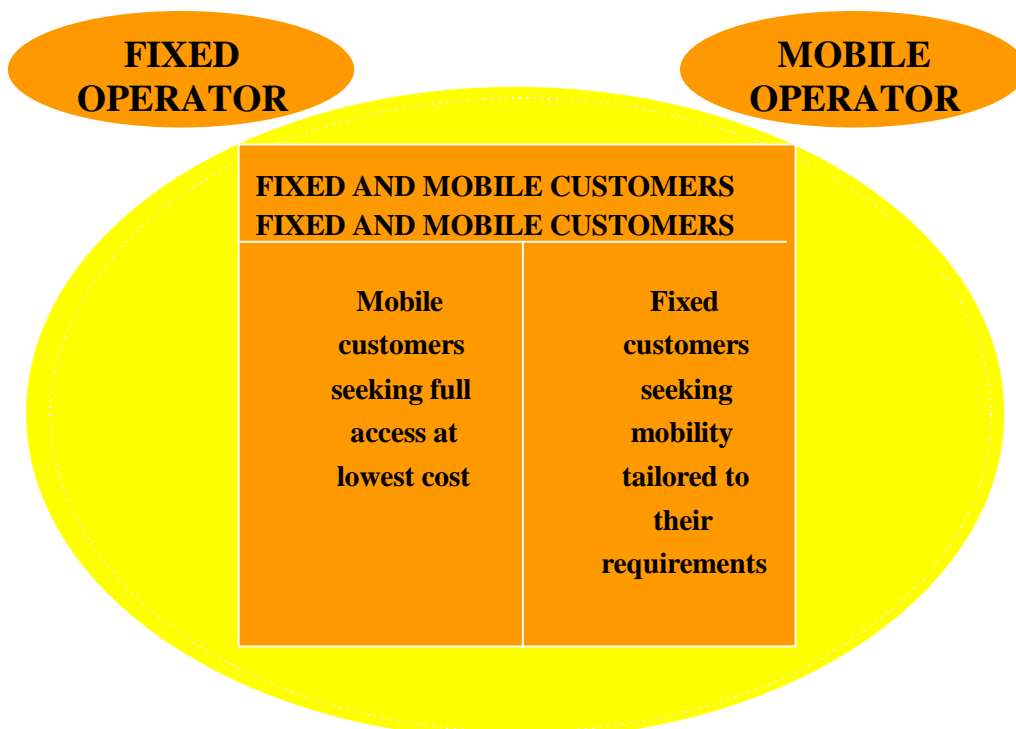 FIXED
OPERATOR
MOBILE
OPERATOR
FIXED AND MOBILE CUSTOMERS
FIXED AND MOBILE CUSTOMERS
Mobile
customers
seeking full
access at
lowest cost
Fixed
customers
seeking
mobility
tailored to
their
requirements